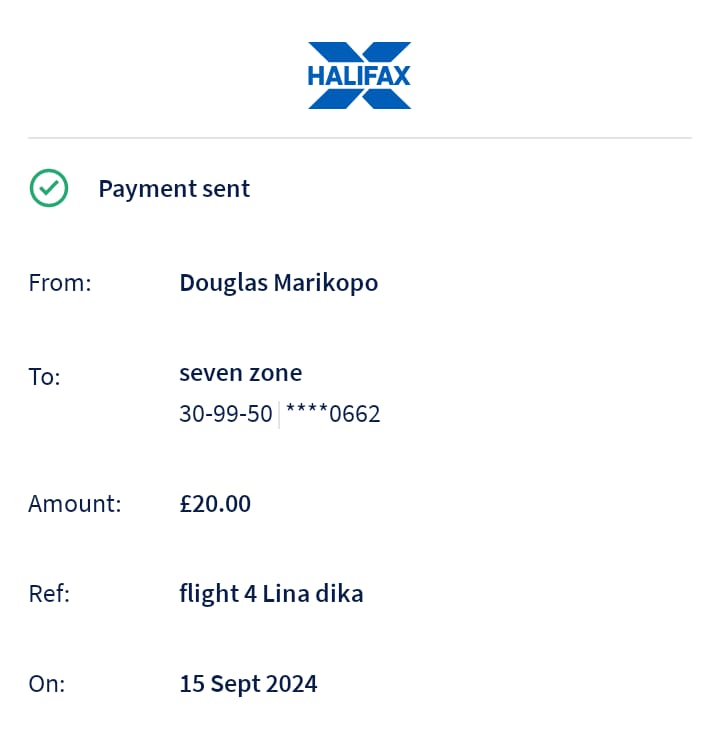 HALIFAX
Payment sent
From: Douglas Marikopo
To: seven zone
30-99-50 ****0662
Amount: £20.00
Ref: flight 4 Lina dika
On: 15 Sept 2024